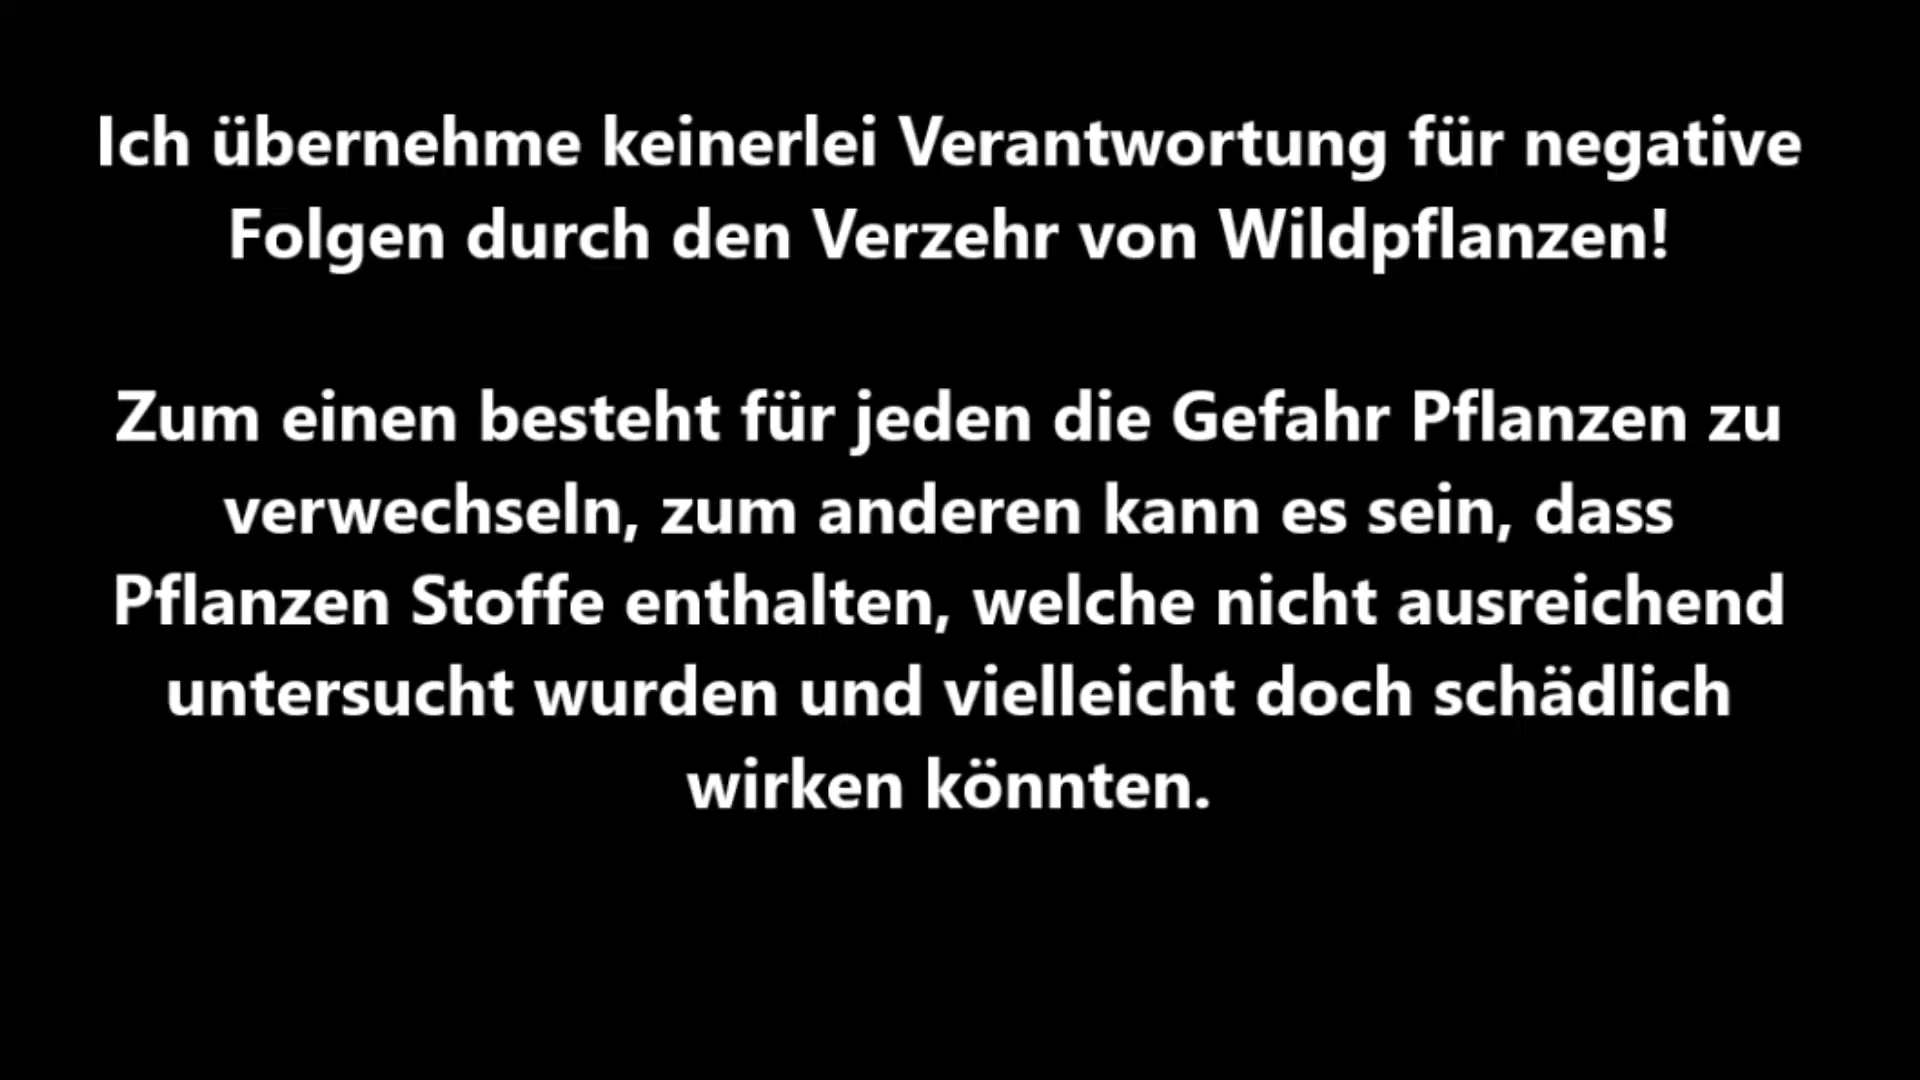 Ich übernehme keinerlei Verantwortung für negative
Folgen durch den Verzehr von Wildpflanzen!
Zum einen besteht für jeden die Gefahr Pflanzen zu
verwechseln, zum anderen kann es sein, dass
Pflanzen Stoffe enthalten, welche nicht ausreichend
untersucht wurden und vielleicht doch schädlich
wirken könnten.